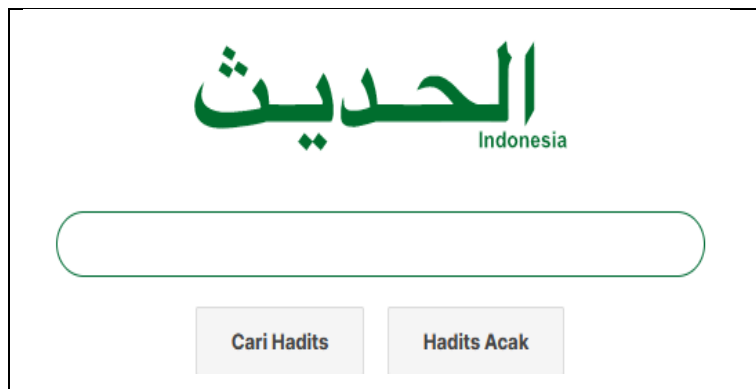 الحديث
Indonesia
Cari Hadits
Hadits Acak